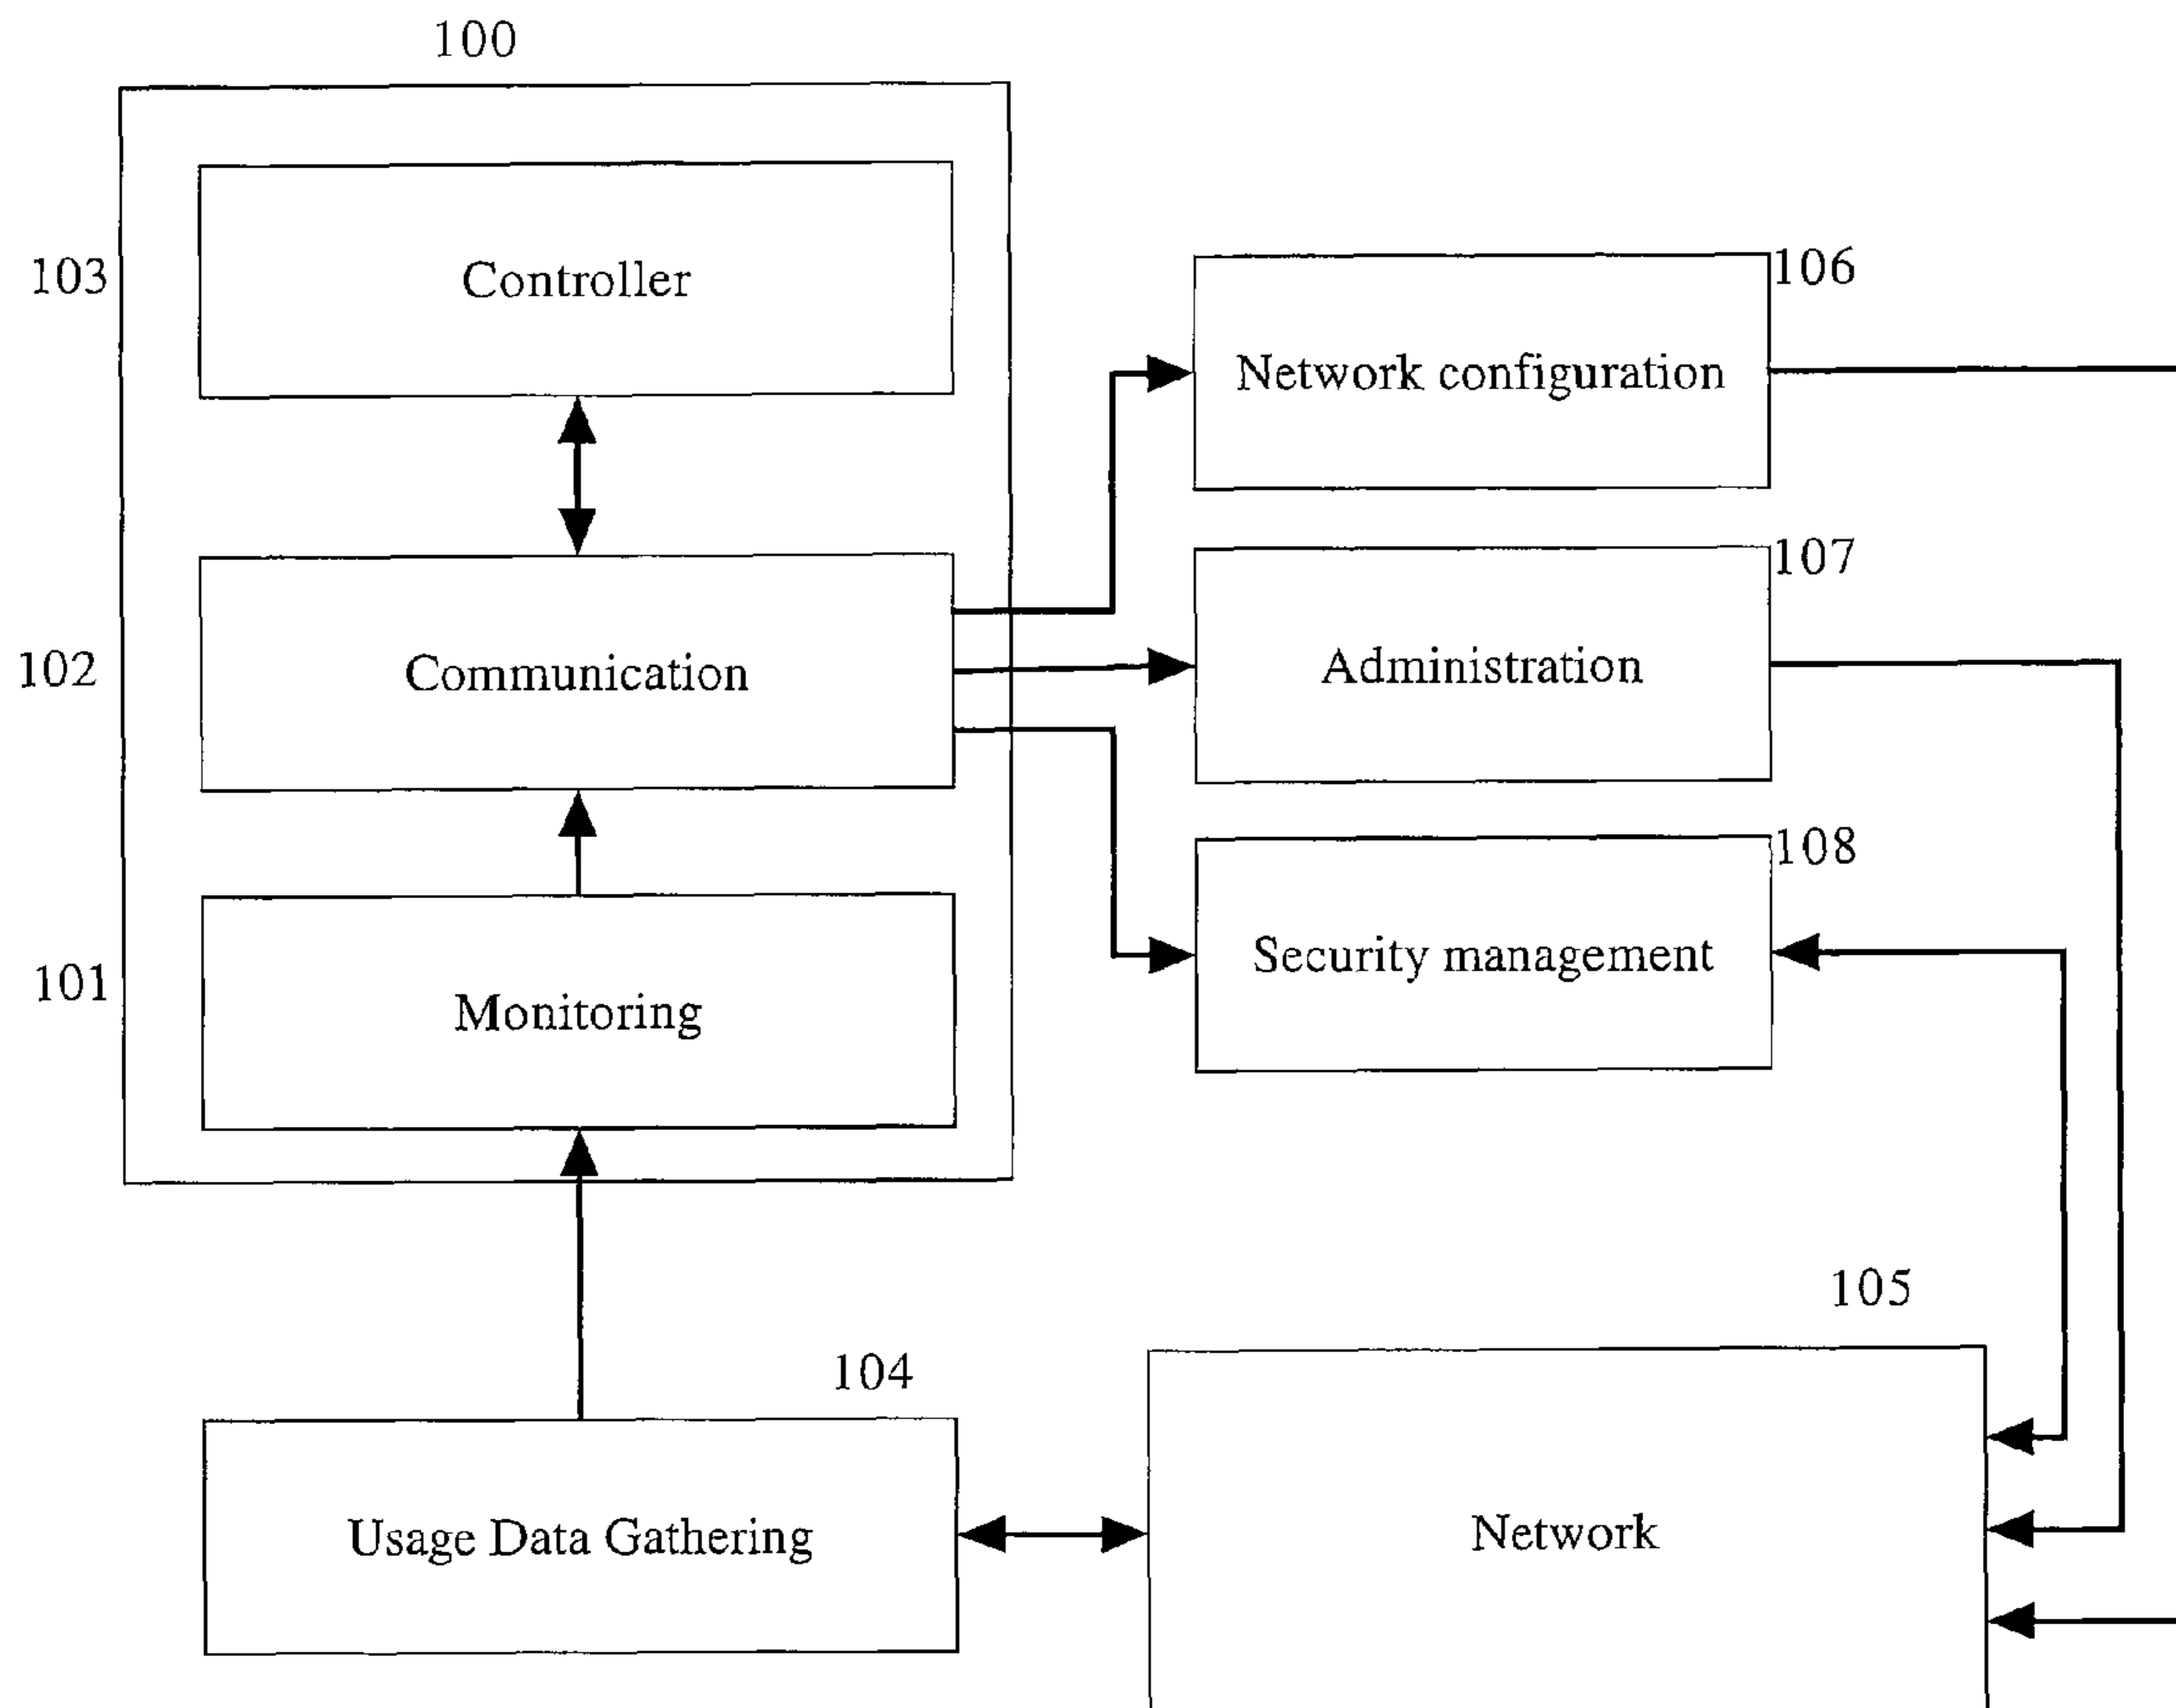 100
103
Controller
106
Network configuration
107
102
Communication
Administration
108
101
Monitoring
Security management
105
104
Usage Data Gathering
Network